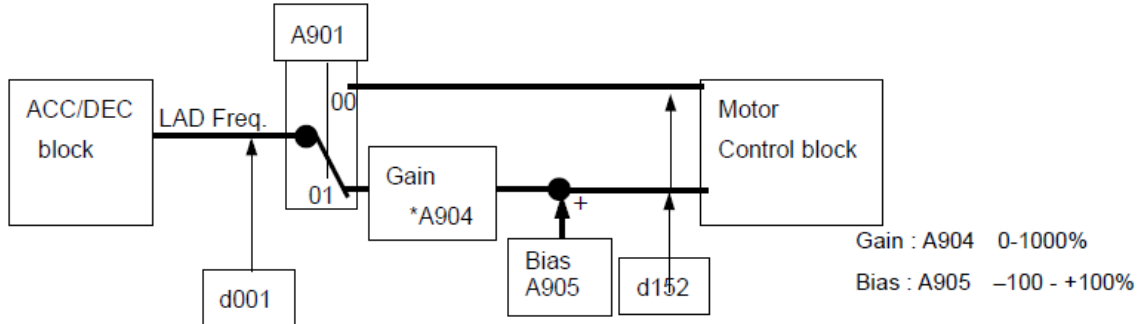 A901
ACC/DEC
block
LAD Freq.
00
01
Gain
*A904
+
Bias
A905
d001
d152
Motor
Control block
Gain : A904 0-1000%
Bias : A905 –100 - +100%